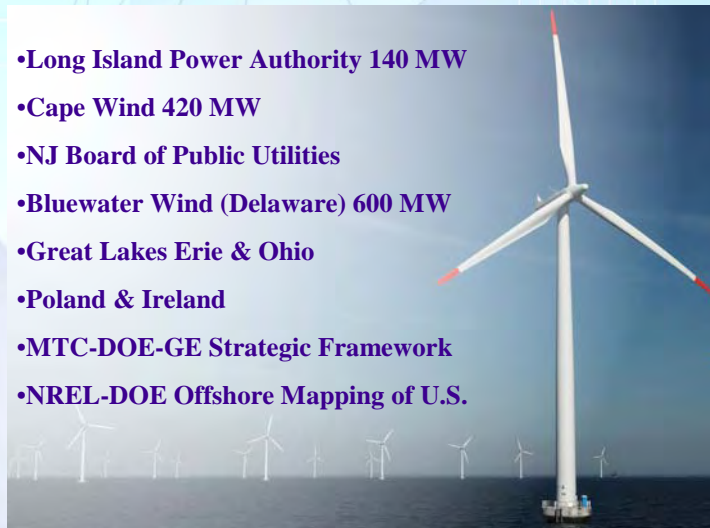 •Long Island Power Authority 140 MW
•Cape Wind 420 MW
•NJ Board of Public Utilities
•Bluewater Wind (Delaware) 600 MW
•Great Lakes Erie & Ohio
•Poland & Ireland
•MTC-DOE-GE Strategic Framework
•NREL-DOE Offshore Mapping of U.S.